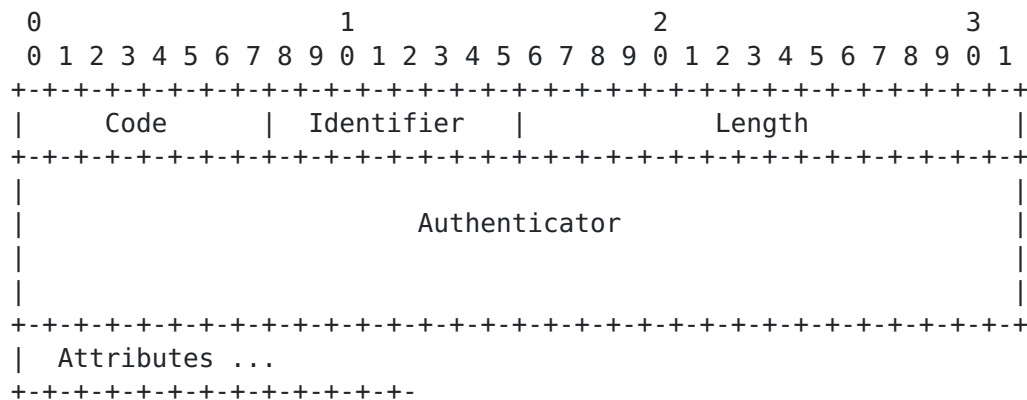 0                   1                   2                   3
 0 1 2 3 4 5 6 7 8 9 0 1 2 3 4 5 6 7 8 9 0 1 2 3 4 5 6 7 8 9 0 1
+-+-+-+-+-+-+-+-+-+-+-+-+-+-+-+-+-+-+-+-+-+-+-+-+-+-+-+-+-+-+-+-+
|     Code      |  Identifier   |            Length             |
+-+-+-+-+-+-+-+-+-+-+-+-+-+-+-+-+-+-+-+-+-+-+-+-+-+-+-+-+-+-+-+-+
|                                                               |
|                         Authenticator                         |
|                                                               |
|                                                               |
+-+-+-+-+-+-+-+-+-+-+-+-+-+-+-+-+-+-+-+-+-+-+-+-+-+-+-+-+-+-+-+-+
|  Attributes ...
+-+-+-+-+-+-+-+-+-+-+-+-+-